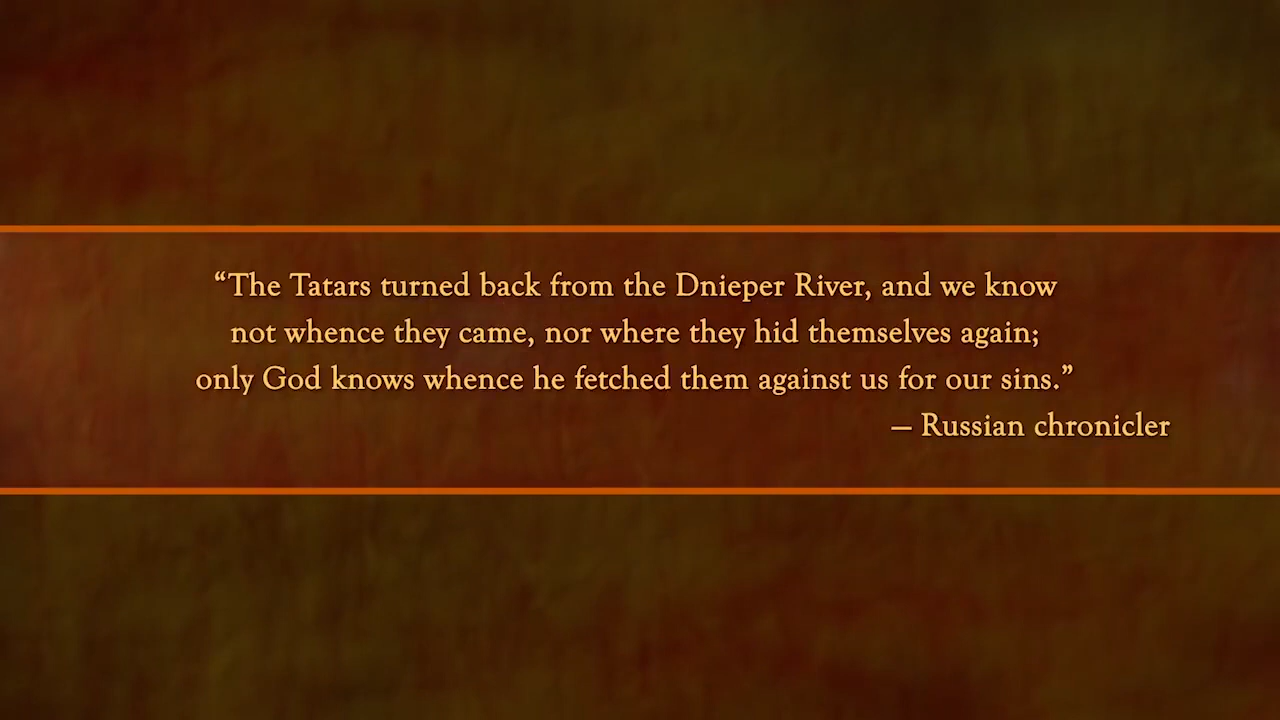 “The Tatars turned back from the Dnieper River, and we know
not whence they came, nor where they hid themselves again;
only God knows whence he fetched them against us for our sins.”
— Russian chronicler